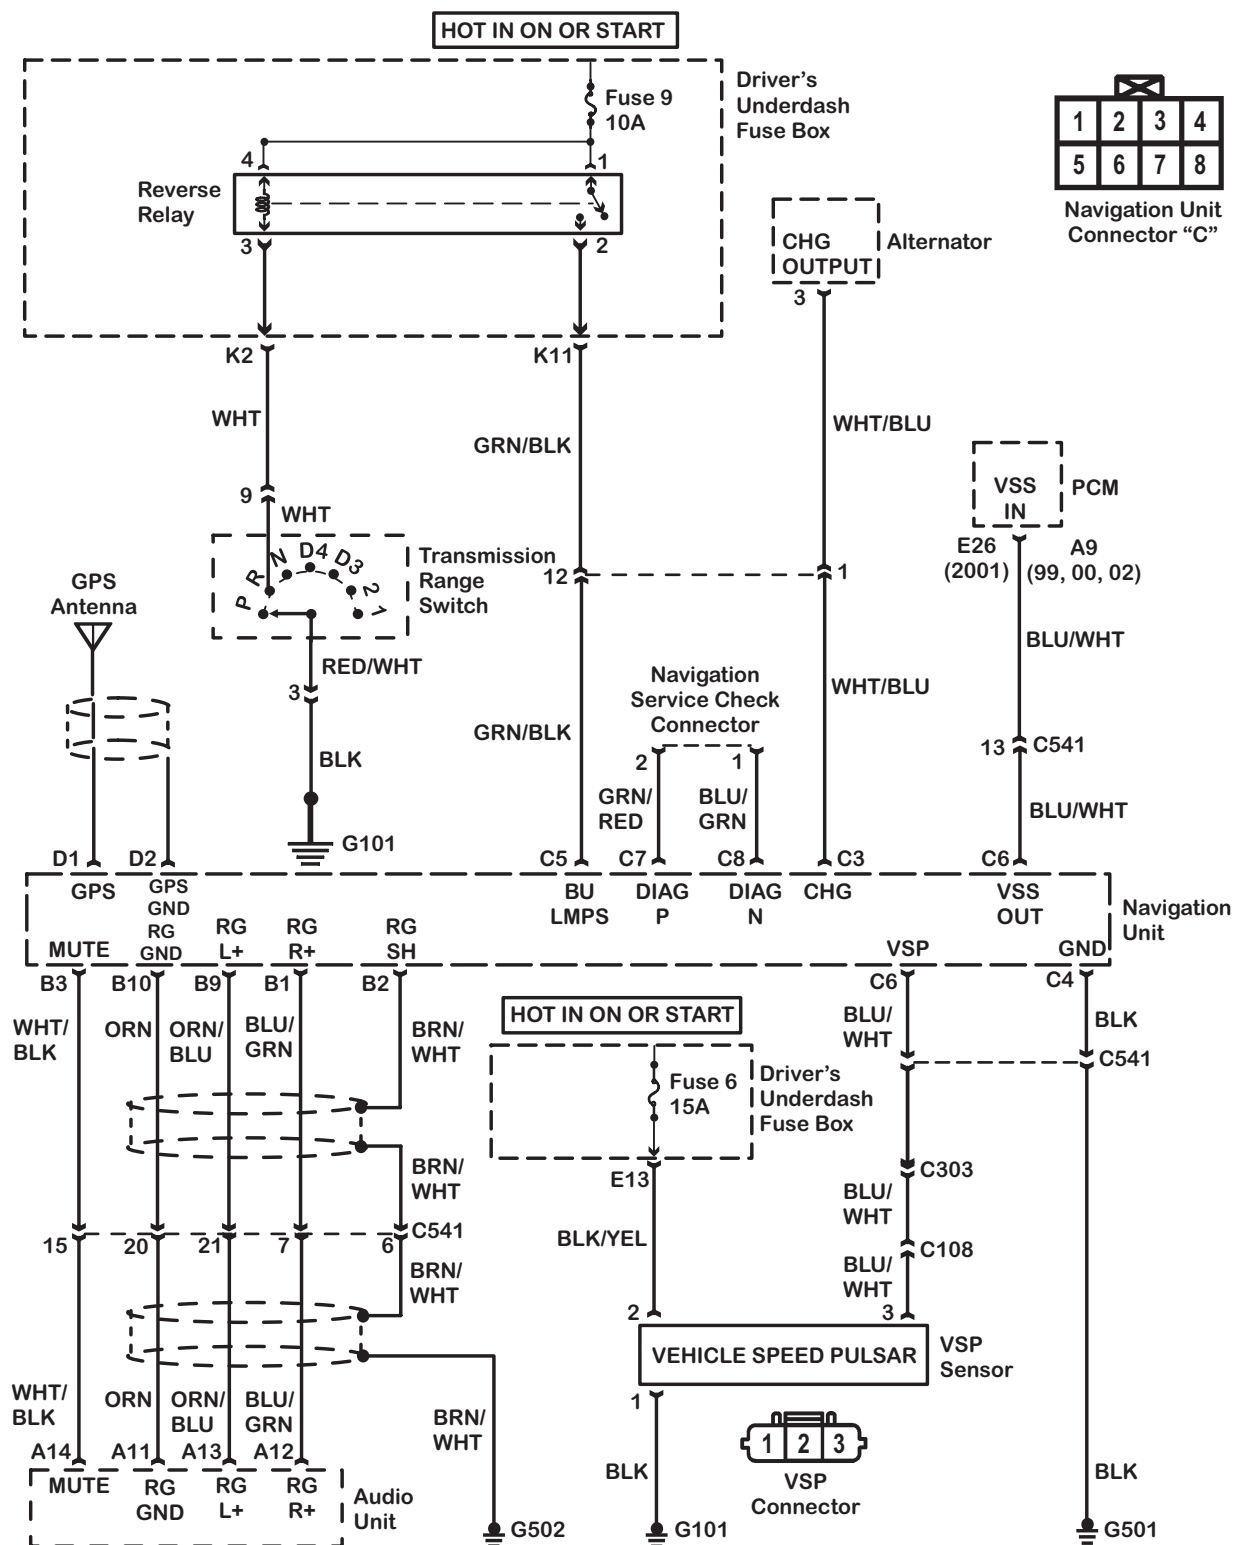 HOT IN ON OR START
Driver's
Underdash
Fuse Box
Fuse 9
10A
4
1
Reverse
Relay
3
2
K2
K11
1 2 3 4
5 6 7 8
Navigation Unit
Connector “C”
CHG
OUTPUT
Alternator
3
WHT
GRN/BLK
WHT/BLU
VSS
IN
PCM
E26
(2001)
A9
(99, 00, 02)
9
WHT
P R N D4 D3 2 1
Transmission
Range
Switch
12
1
GPS
Antenna
RED/WHT
3
BLK
G101
GRN/BLK
Navigation
Service Check
Connector
2
1
GRN/
RED
BLU/
GRN
WHT/BLU
BLU/WHT
13
C541
BLU/WHT
D1
D2
C5
C7
C8
C3
C6
GPS
GPS
GND
RG
GND
BU
LMPS
DIAG
P
DIAG
N
CHG
VSS
OUT
Navigation
Unit
MUTE
RG
L+
RG
R+
RG
SH
VSP
GND
B3
B10
B9
B1
B2
C6
C4
WHT/
BLK
ORN
ORN/
BLU
BLU/
GRN
BRN/
WHT
HOT IN ON OR START
Fuse 6
15A
Driver's
Underdash
Fuse Box
E13
BLU/
WHT
BLK
C541
BRN/
WHT
C541
15
20
21
7
6
BRN/
WHT
BLK/YEL
C303
BLU/
WHT
C108
BLU/
WHT
2
3
VEHICLE SPEED PULSAR
VSP
Sensor
1
1 2 3
VSP
Connector
WHT/
BLK
ORN
ORN/
BLU
BLU/
GRN
BRN/
WHT
BLK
BLK
A14
A11
A13
A12
MUTE
RG
GND
RG
L+
RG
R+
Audio
Unit
G502
G101
G501